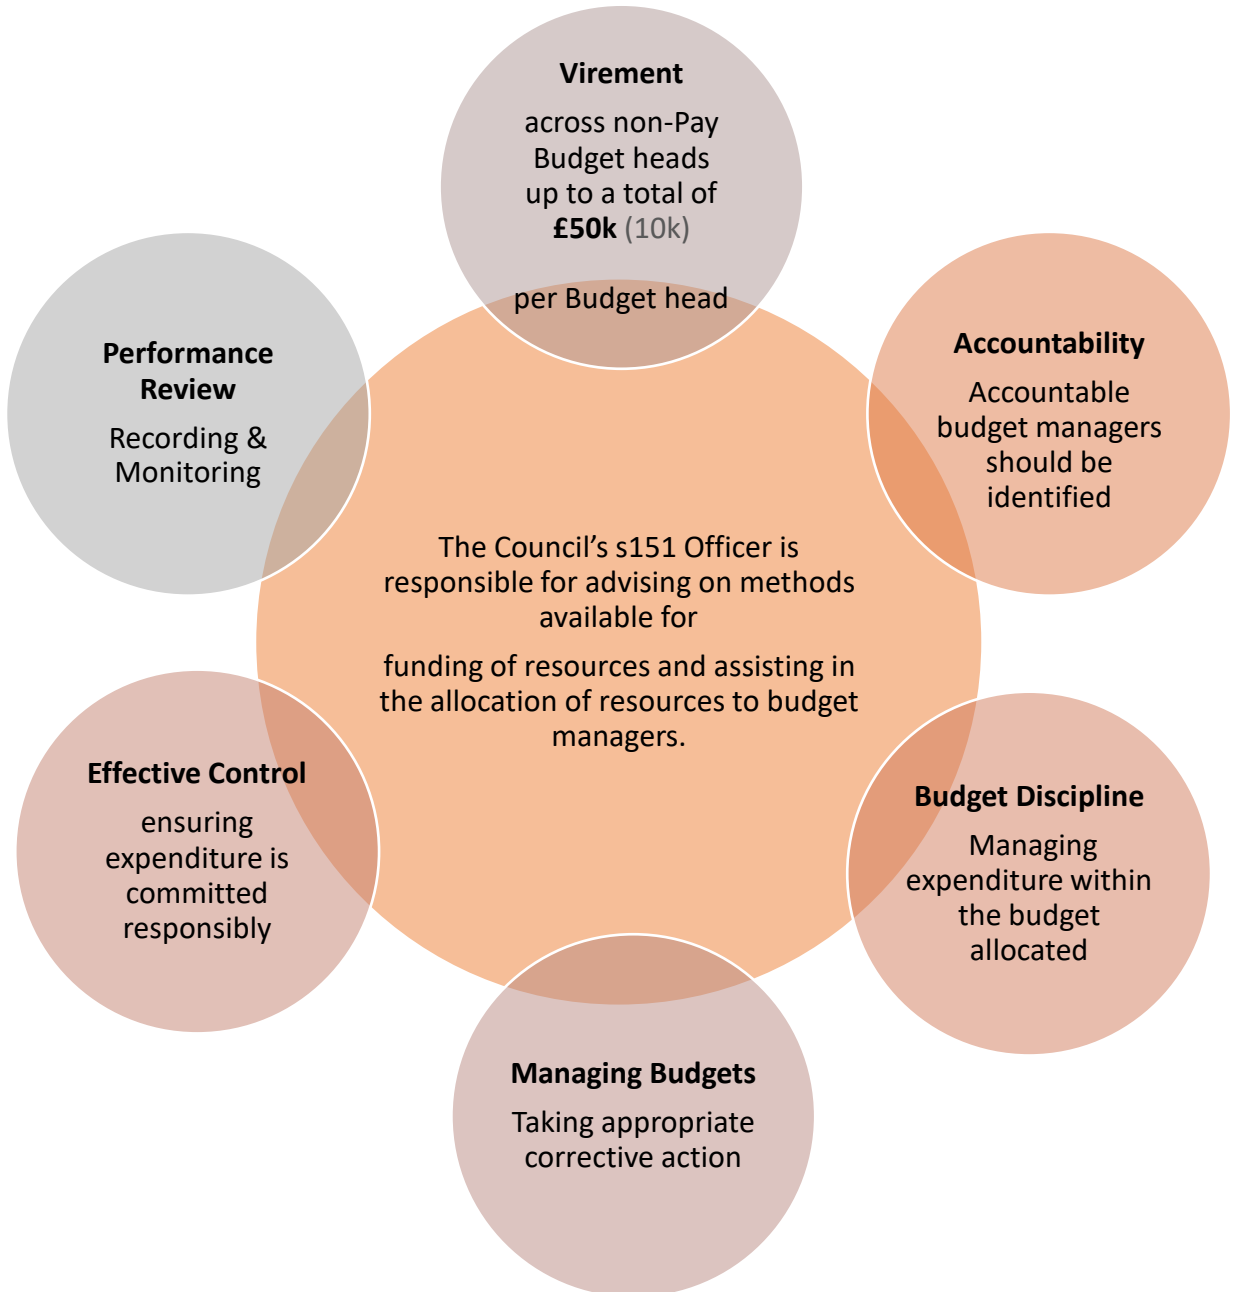 Virement
across non-Pay
Budget heads
up to a total of
£50k (10k)
per Budget head
Accountability
Accountable
budget managers
should be
identified
Performance
Review
Recording &
Monitoring
The Council’s s151 Officer is
responsible for advising on methods
available for
funding of resources and assisting in
the allocation of resources to budget
managers.
Effective Control
ensuring
expenditure is
committed
responsibly
Budget Discipline
Managing
expenditure within
the budget
allocated
Managing Budgets
Taking appropriate
corrective action